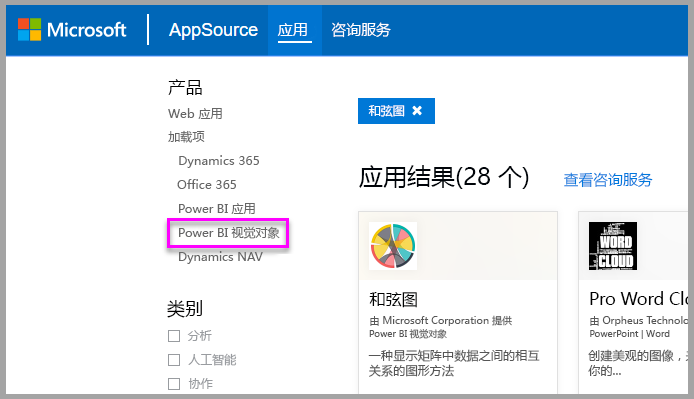 Microsoft AppSource 应用 咨询服务
产品
Web 应用
加载项
Dynamics 365
Office 365
Power BI 应用
Power BI 视觉对象
Dynamics NAV
类别
分析
人工智能
协作
和弦图 ×
应用结果(28 个) 查看咨询服务
和弦图
由 Microsoft Corporation 提供
Power BI 视觉对象
一种显示矩阵中数据之间的相互
关系的图形方法
WORD
CLOUD
Pro Word Clo
由 Orpheus Technolo
PowerPoint | Word
创建美观的图像,
你的...